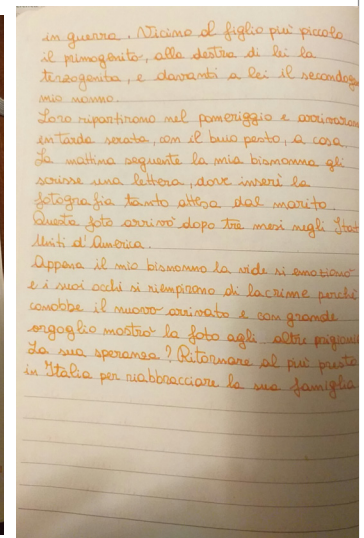 in guerra. Vicino al figlio più piccolo
il primogenito, alla destra di lei la
terzogenita, e davanti a lei il secondog
mio nonno.
Loro ripartirono nel pomeriggio e arrivaron
in tarda serata, con il buio pesto, a casa.
La mattina seguente la mia bisnonna gli
scrisse una lettera, dove inserì la
fotografia tanto attesa dal marito.
Questa foto arrivò dopo tre mesi negli Stat
Uniti d'America.
Appena il mio bisnonno la vide si emozionò
e i suoi occhi si riempirono di lacrime perché
conobbe il nuovo arrivato e con grande
orgoglio mostrò la foto agli altri prigioni
La sua speranza? Ritornare al più presto
in Italia per riabbracciare la sua famiglia